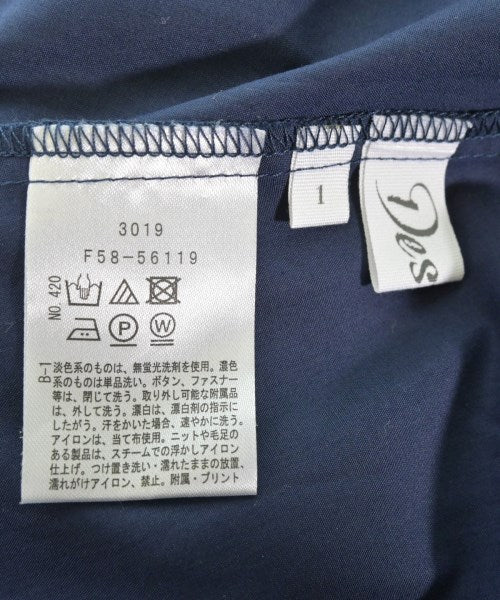 3019
F58-56119
NO 420
P
W
B-1
淡色系のものは、無蛍光洗剤を使用。濃色
系のものは単品洗い。ボタン、ファスナー
等は、閉じて洗う。取り外し可能な附属品
は、外して洗う。漂白は、漂白剤の指示に
したがう。汗をかいた場合、速やかに洗う。
アイロンは、当て布使用。ニットや毛足の
ある製品は、スチームでの浮かしアイロン
仕上げ。つけ置き洗い・濡れたままの放置、
濡れがけアイロン、禁止。附属・プリント
1
Des